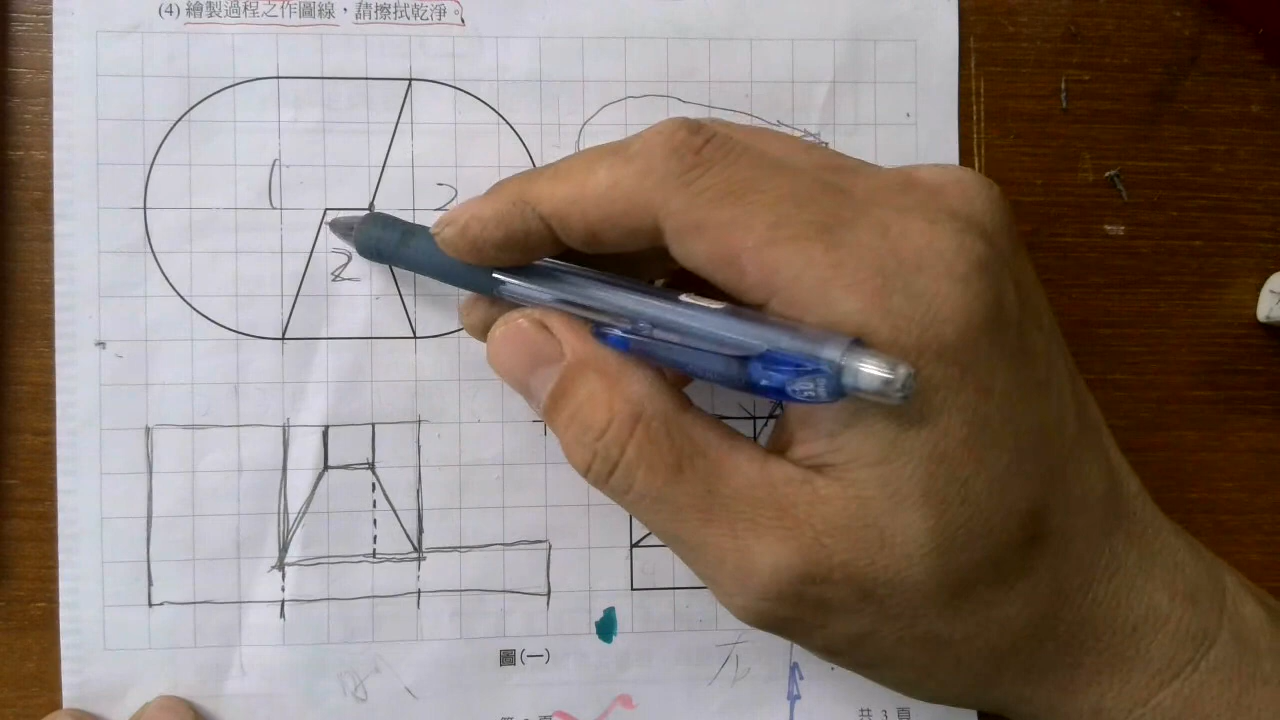 (4) 繪製過程之作圖線，請擦拭乾淨。
1
2
2
圖(一)
共 3 頁